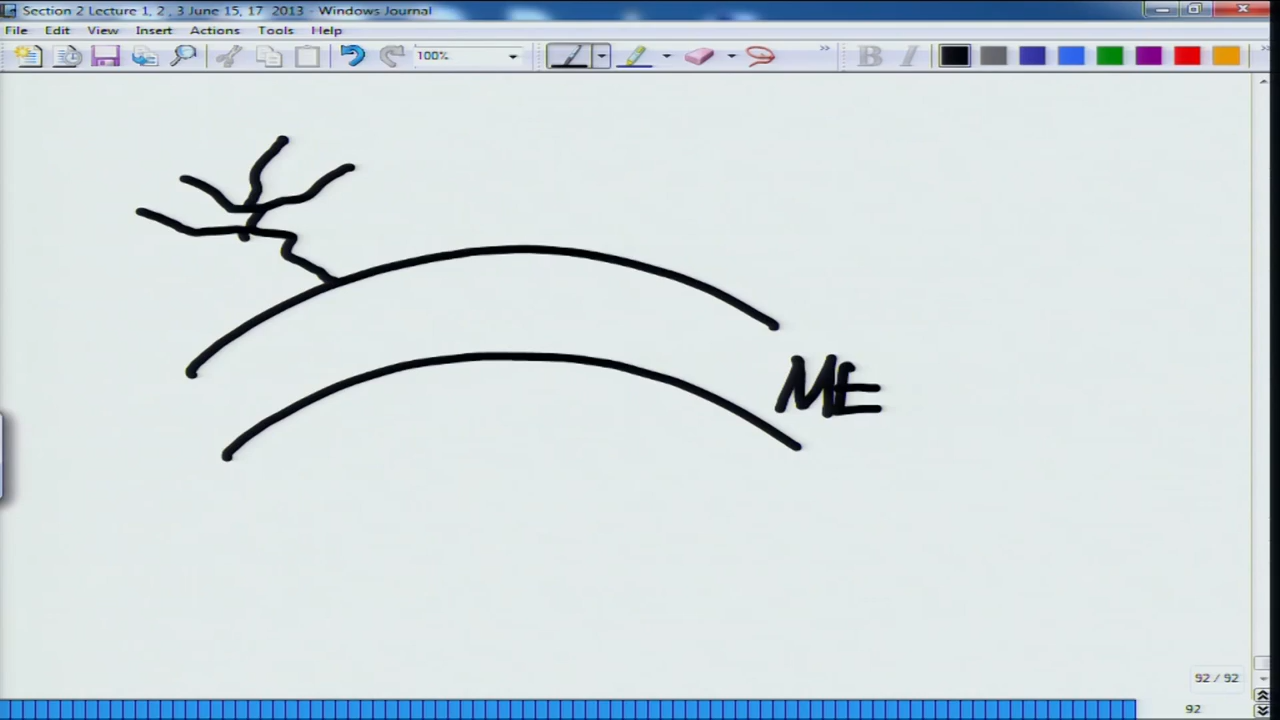 Section 2 Lecture 1, 2 , 3 June 15, 17  2013 - Windows Journal
File Edit View Insert Actions Tools Help
100%
B I
ME
92 / 92
92